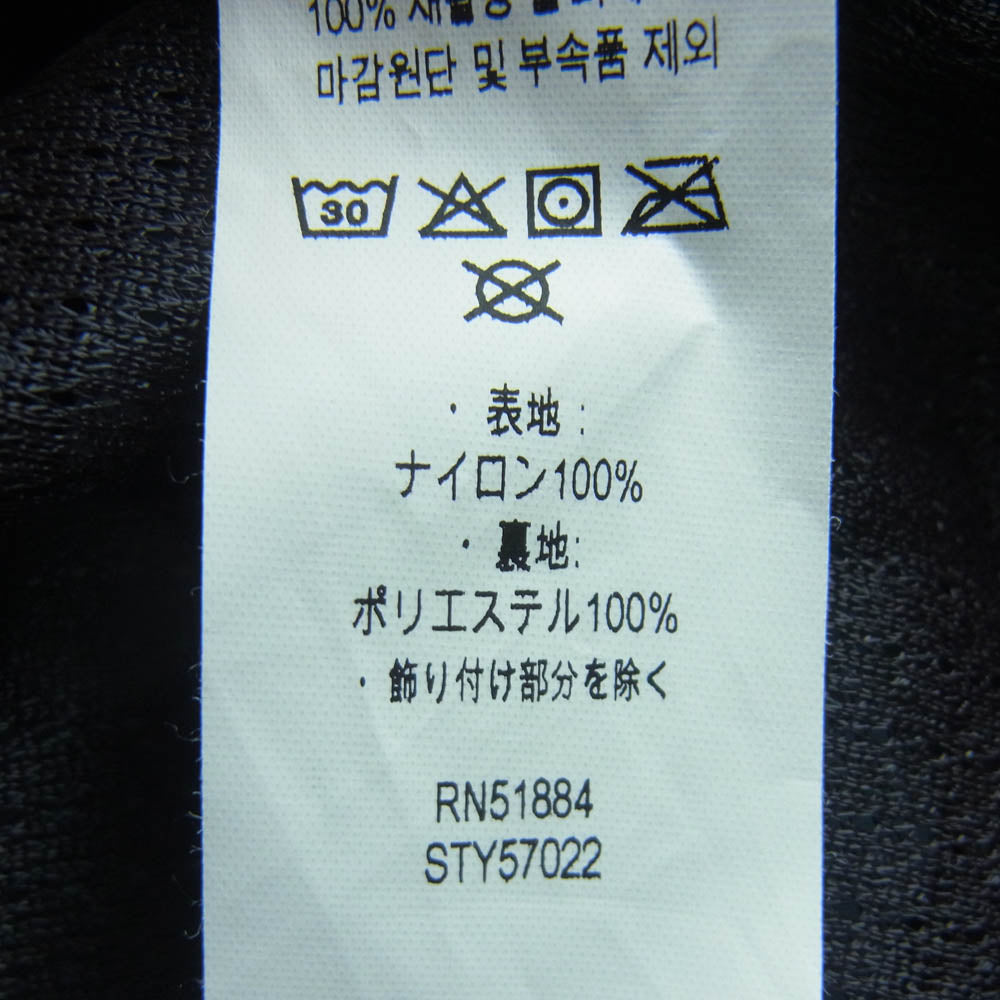 100%
마감원단 및 부속품 제외
30
・ 表地 :
ナイロン100%
・ 裏地:
ポリエステル100%
・ 飾り付け部分を除く
RN51884
STY57022